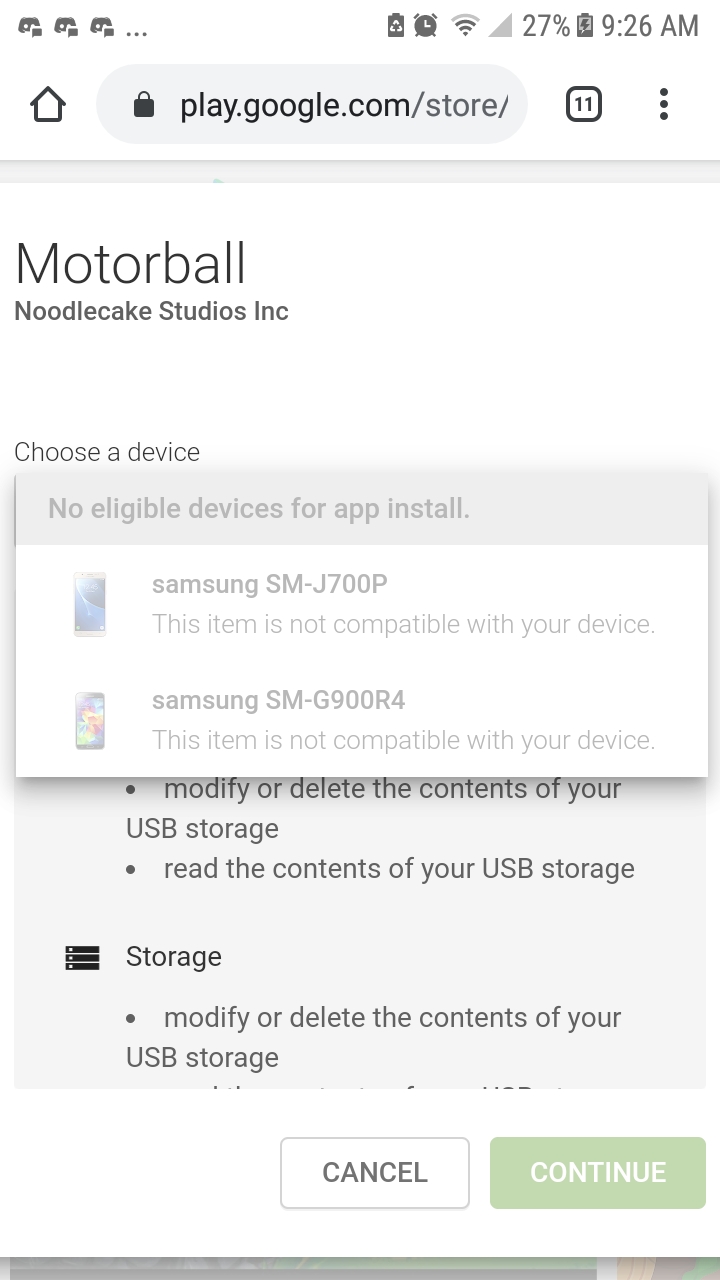 ... 27% 9:26 AM
play.google.com/store/ 11
Motorball
Noodlecake Studios Inc
Choose a device
No eligible devices for app install.
samsung SM-J700P
This item is not compatible with your device.
samsung SM-G900R4
This item is not compatible with your device.
• modify or delete the contents of your
USB storage
• read the contents of your USB storage
Storage
• modify or delete the contents of your
USB storage
CANCEL CONTINUE